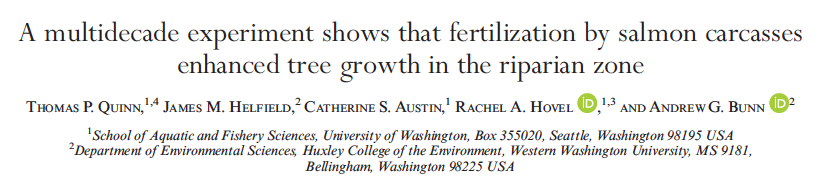 A multidecade experiment shows that fertilization by salmon carcasses
enhanced tree growth in the riparian zone
THOMAS P. QUINN,1,4 JAMES M. HELFIELD,2 CATHERINE S. AUSTIN,1 RACHEL A. HOVEL iD ,1,3 AND ANDREW G. BUNN iD 2
1School of Aquatic and Fishery Sciences, University of Washington, Box 355020, Seattle, Washington 98195 USA
2Department of Environmental Sciences, Huxley College of the Environment, Western Washington University, MS 9181,
Bellingham, Washington 98225 USA